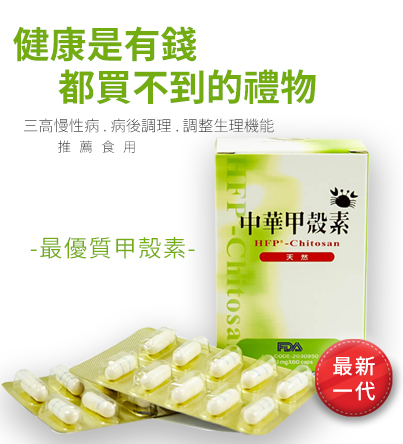 健康是有錢
都買不到的禮物
三高慢性病 . 病後調理 . 調整生理機能
推 薦 食 用
-最優質甲殼素-
HFP-Chitosan
中華甲殼素
HFP®-Chitosan
天 然
FDA
最新
一代